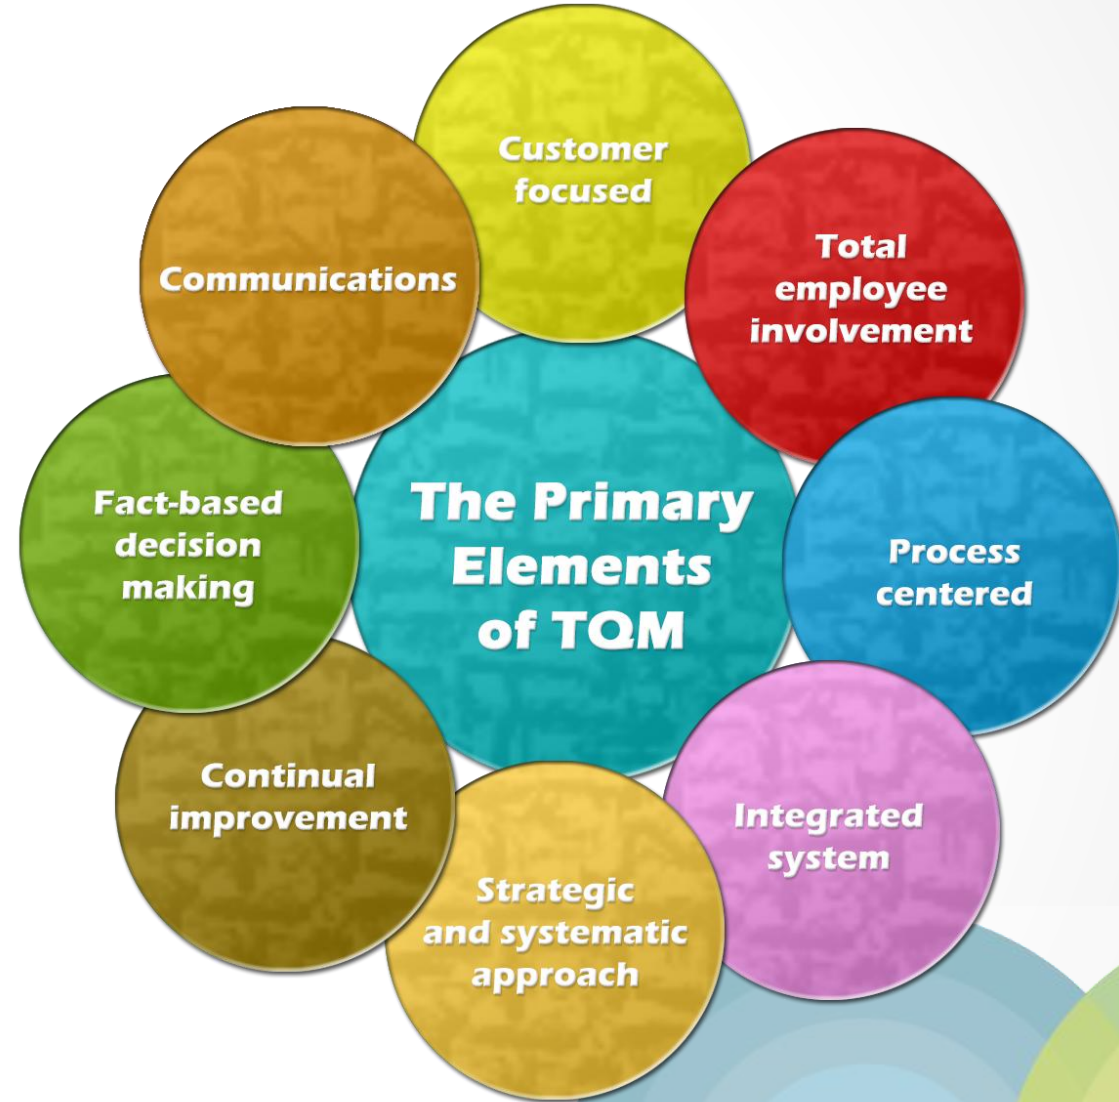 The Primary
Elements
of TQM
Customer
focused
Total
employee
involvement
Process
centered
Integrated
system
Strategic
and systematic
approach
Continual
improvement
Fact-based
decision
making
Communications